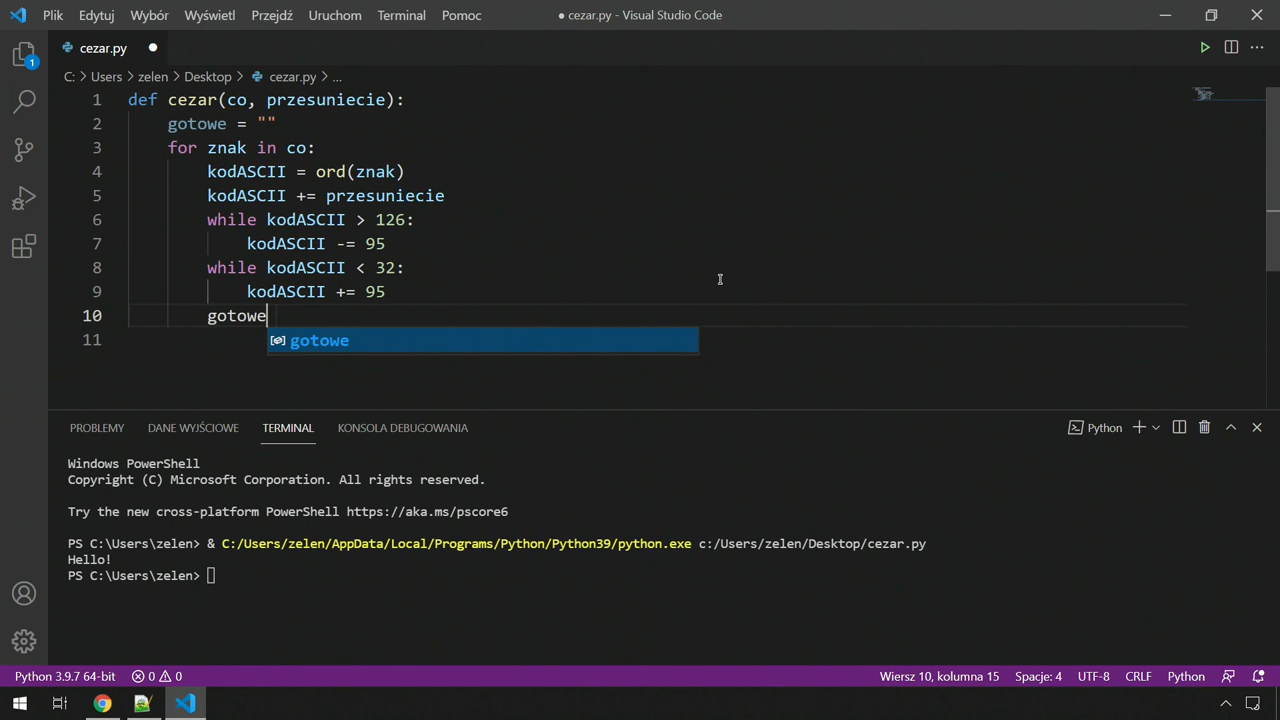 Plik Edytuj Wybór Wyświetl Przejdź Uruchom Terminal Pomoc ● cezar.py - Visual Studio Code
cezar.py
C: > Users > zelen > Desktop > cezar.py > ...
1 def cezar(co, przesuniecie):
2 gotowe = ""
3 for znak in co:
4 kodASCII = ord(znak)
5 kodASCII += przesuniecie
6 while kodASCII > 126:
7 kodASCII -= 95
8 while kodASCII < 32:
9 kodASCII += 95
10 gotowe
gotowe
11
PROBLEMY DANE WYJŚCIOWE TERMINAL KONSOLA DEBUGOWANIA Python
Windows PowerShell
Copyright (C) Microsoft Corporation. All rights reserved.
Try the new cross-platform PowerShell https://aka.ms/pscore6
PS C:\Users\zelen> & C:/Users/zelen/AppData/Local/Programs/Python/Python39/python.exe c:/Users/zelen/Desktop/cezar.py
Hello!
PS C:\Users\zelen>
1
Python 3.9.7 64-bit 0 0 Wiersz 10, kolumna 15 Spacje: 4 UTF-8 CRLF Python